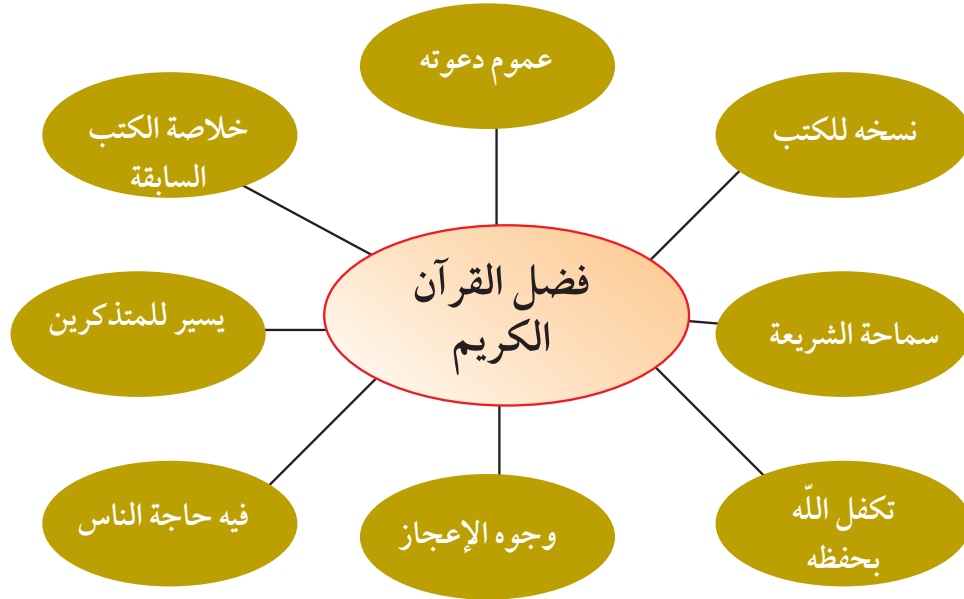 عموم دعوته
نسخه للكتب
خلاصة الكتب
السابقة
فضل القرآن
الكريم
سماحة الشريعة
يسير للمتذكرين
تكفل اللّه
بحفظه
وجوه الإعجاز
فيه حاجة الناس